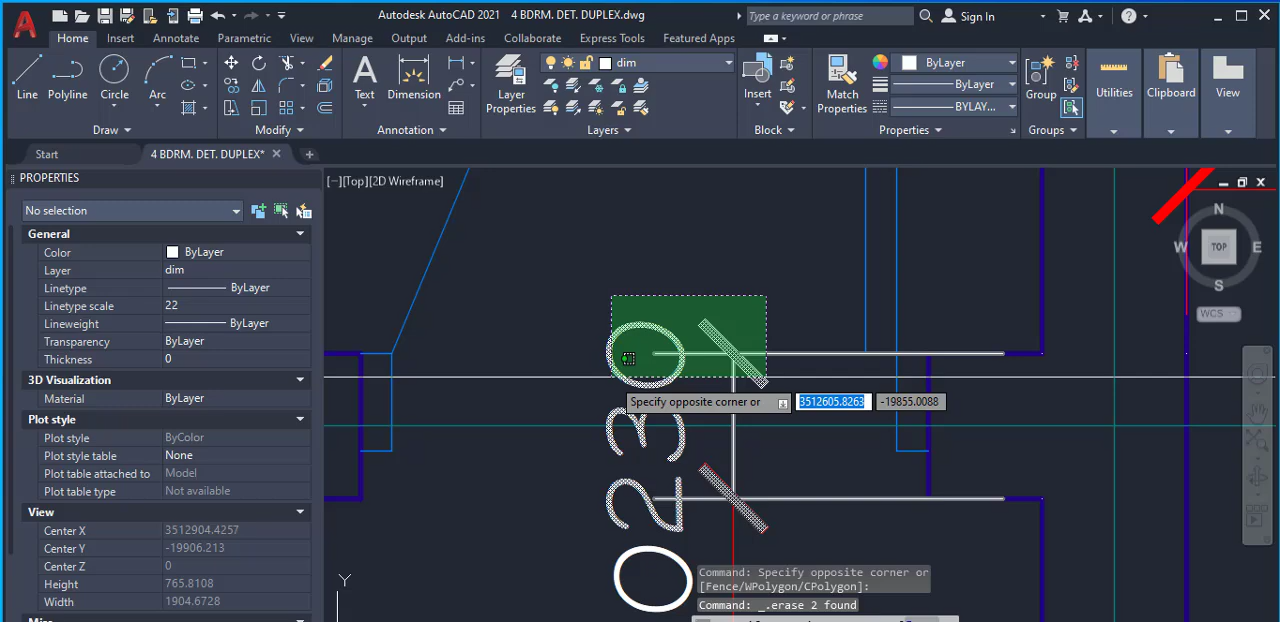 Autodesk AutoCAD 2021 4 BDRM. DET. DUPLEX.dwg
Type a keyword or phrase
Sign In
Home Insert Annotate Parametric View Manage Output Add-ins Collaborate Express Tools Featured Apps
Line Polyline Circle Arc
Draw
Modify
Text Dimension
Annotation
Layer Properties
dim
Layers
Insert
Block
Match Properties
ByLayer
ByLayer
BYLA...
Properties
Group
Groups
Utilities
Clipboard
View
Start
4 BDRM. DET. DUPLEX*
PROPERTIES
No selection
General
Color ByLayer
Layer dim
Linetype ByLayer
Linetype scale 22
Lineweight ByLayer
Transparency ByLayer
Thickness 0
3D Visualization
Material ByLayer
Plot style
Plot style ByColor
Plot style table None
Plot table attached to Model
Plot table type Not available
View
Center X 3512904.4257
Center Y -19906.213
Center Z 0
Height 765.8108
Width 1904.6728
[−][Top][2D Wireframe]
N
W TOP E
S
WCS
0230
Specify opposite corner or 3512605.8263 -19855.0088
Y
Command: Specify opposite corner or
[Fence/WPolygon/CPolygon]:
Command: _.erase 2 found